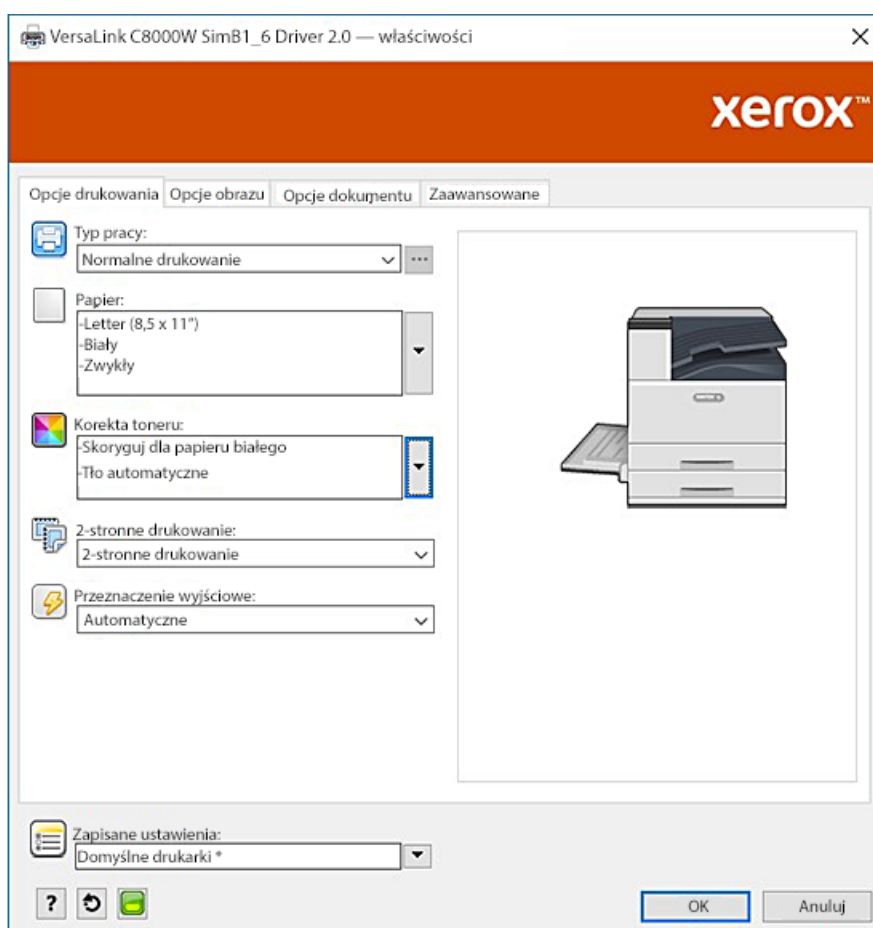 VersaLink C8000W SimB1_6 Driver 2.0 — właściwości
xerox™
Opcje drukowania
Opcje obrazu
Opcje dokumentu
Zaawansowane
Typ pracy:
Normalne drukowanie
...
Papier:
-Letter (8,5 x 11")
-Biały
-Zwykły
Korekta toneru:
-Skoryguj dla papieru białego
-Tło automatyczne
2-stronne drukowanie:
2-stronne drukowanie
Przeznaczenie wyjściowe:
Automatyczne
Zapisane ustawienia:
Domyślne drukarki *
?
OK
Anuluj